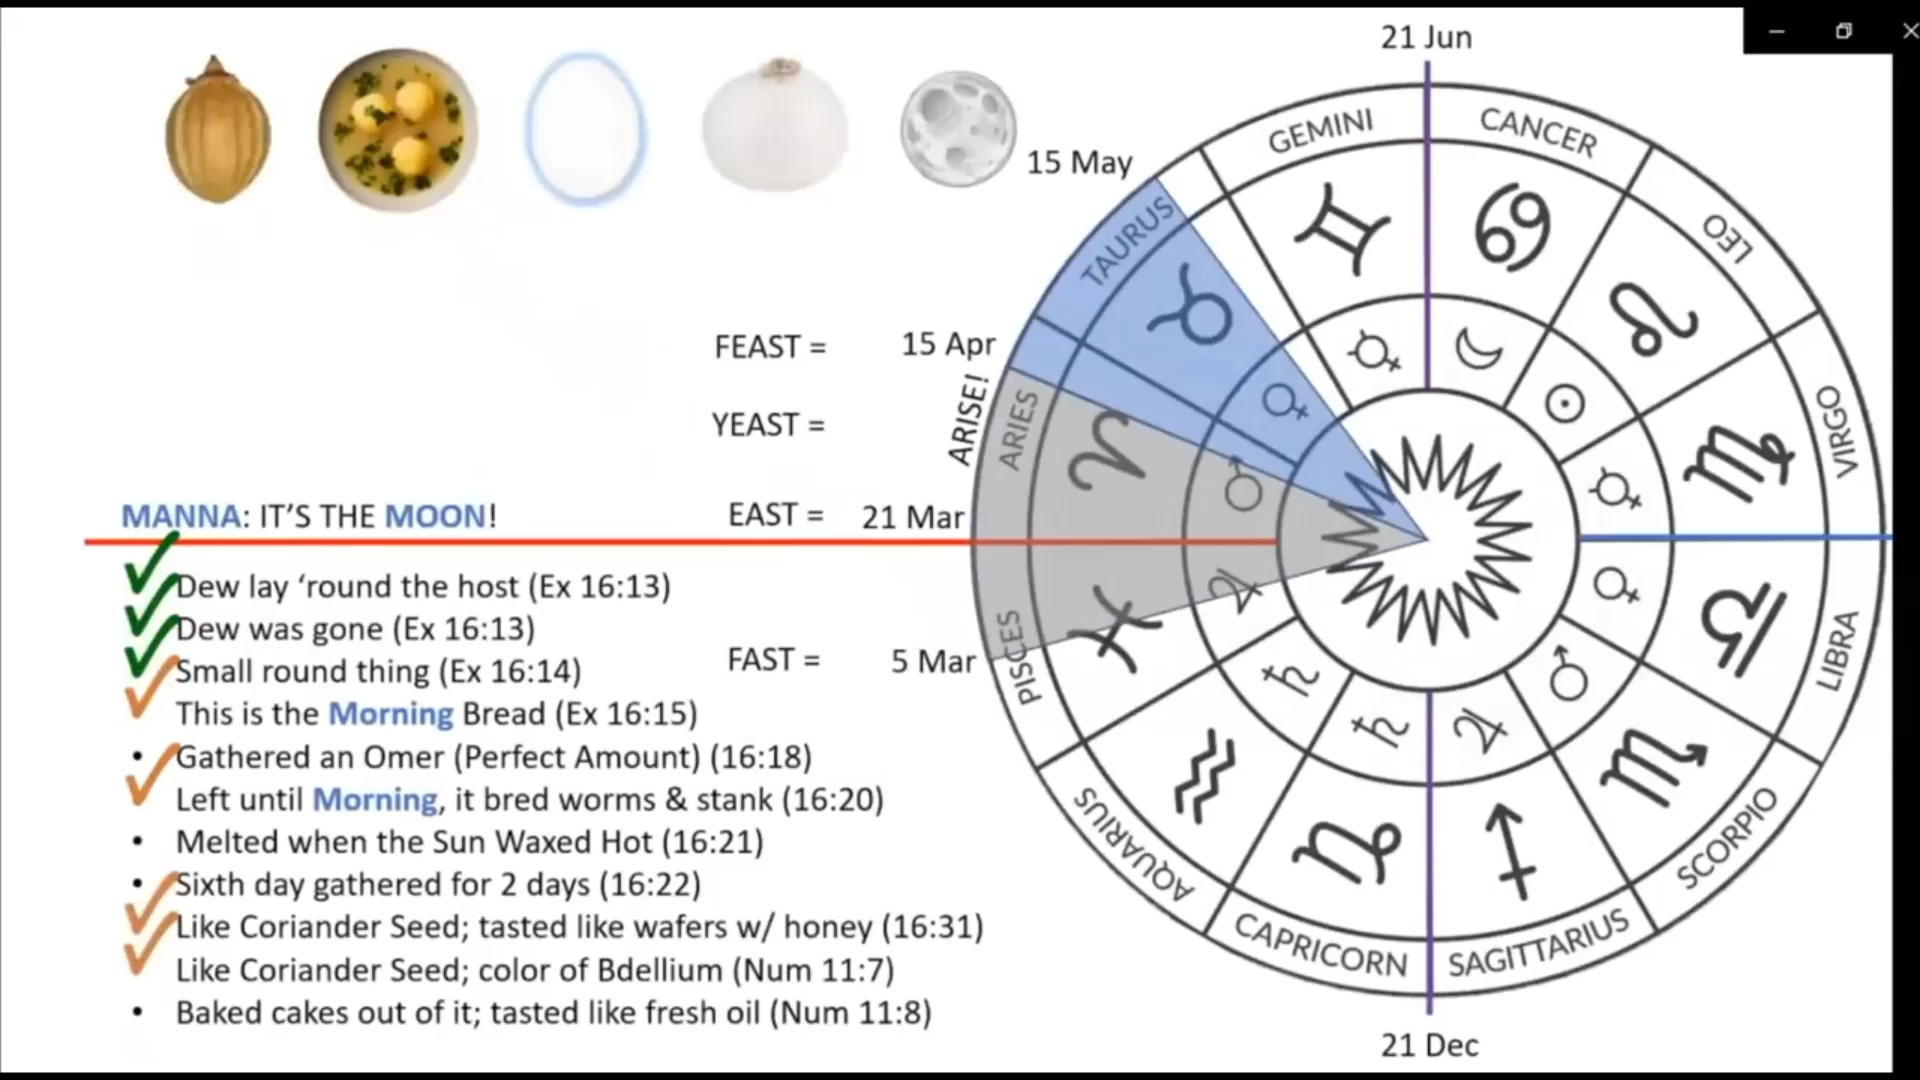 21 Jun
GEMINI
CANCER
15 May
TAURUS
LEO
FEAST =
15 Apr
ARISE!
ARIES
VIRGO
YEAST =
MANNA: IT'S THE MOON!
EAST =
21 Mar
Dew lay ‘round the host (Ex 16:13)
Dew was gone (Ex 16:13)
Small round thing (Ex 16:14)
FAST =
5 Mar
PISCES
LIBRA
This is the Morning Bread (Ex 16:15)
Gathered an Omer (Perfect Amount) (16:18)
Left until Morning, it bred worms & stank (16:20)
Melted when the Sun Waxed Hot (16:21)
AQUARIUS
SCORPIO
Sixth day gathered for 2 days (16:22)
Like Coriander Seed; tasted like wafers w/ honey (16:31)
CAPRICORN
SAGITTARIUS
Like Coriander Seed; color of Bdellium (Num 11:7)
Baked cakes out of it; tasted like fresh oil (Num 11:8)
21 Dec